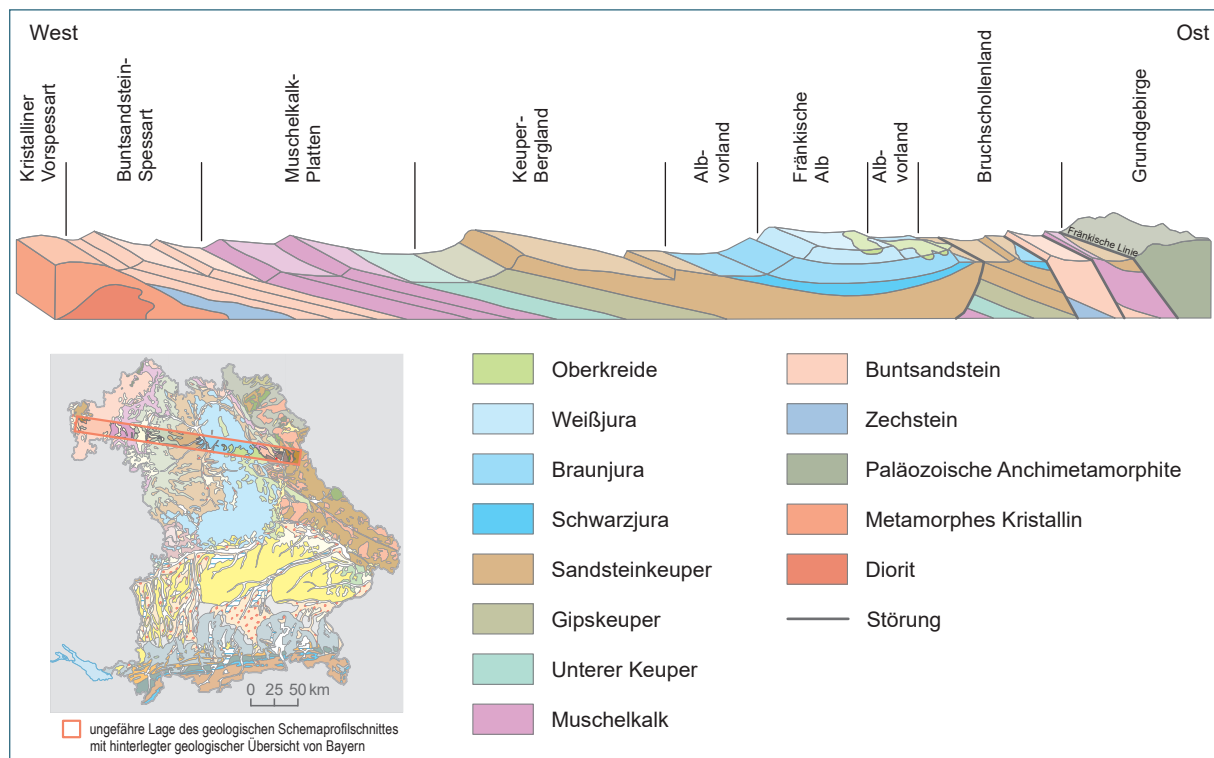 West
Ost
Kristalliner
Vorspessart
Buntsandstein-
Spessart
Muschelkalk-
Platten
Keuper-
Bergland
Alb-
vorland
Fränkische
Alb
Alb-
vorland
Bruchschollenland
Grundgebirge
Fränkische Linie
Oberkreide
Weißjura
Braunjura
Schwarzjura
Sandsteinkeuper
Gipskeuper
Unterer Keuper
Muschelkalk
Buntsandstein
Zechstein
Paläozoische Anchimetamorphite
Metamorphes Kristallin
Diorit
Störung
0 25 50 km
ungefähre Lage des geologischen Schemaprofilschnittes
mit hinterlegter geologischer Übersicht von Bayern